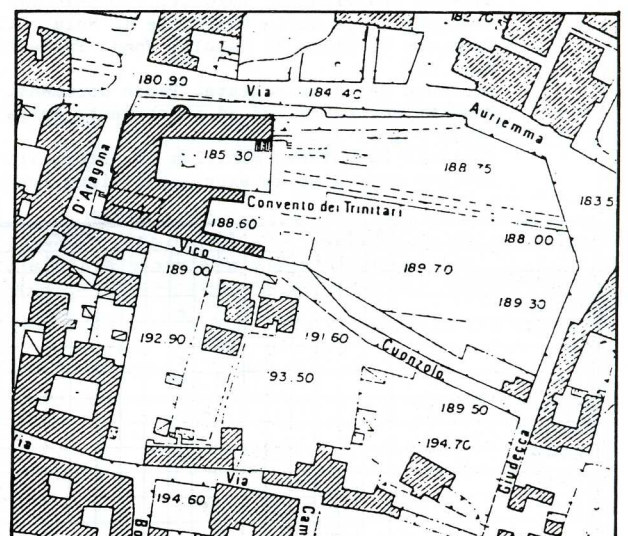 182.70
180.90
Via
184.40
Auriemma
D'Aragona
185.30
188.75
183.5
188.60
Convento dei Trinitari
188.00
Vico
189.00
189.70
189.30
192.90
191.60
Cuonzolo
93.50
189.50
194.70
Giudecca
Via
Via
194.60
Bo
Cam